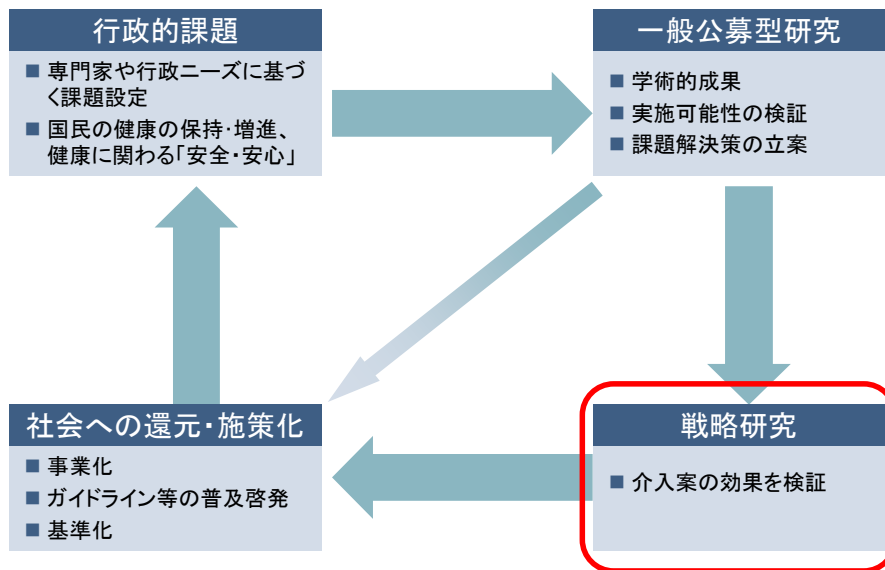 行政的課題
■ 専門家や行政ニーズに基づ
く課題設定
■ 国民の健康の保持・増進、
健康に関わる「安全・安心」
一般公募型研究
■ 学術的成果
■ 実施可能性の検証
■ 課題解決策の立案
社会への還元・施策化
■ 事業化
■ ガイドライン等の普及啓発
■ 基準化
戦略研究
■ 介入案の効果を検証